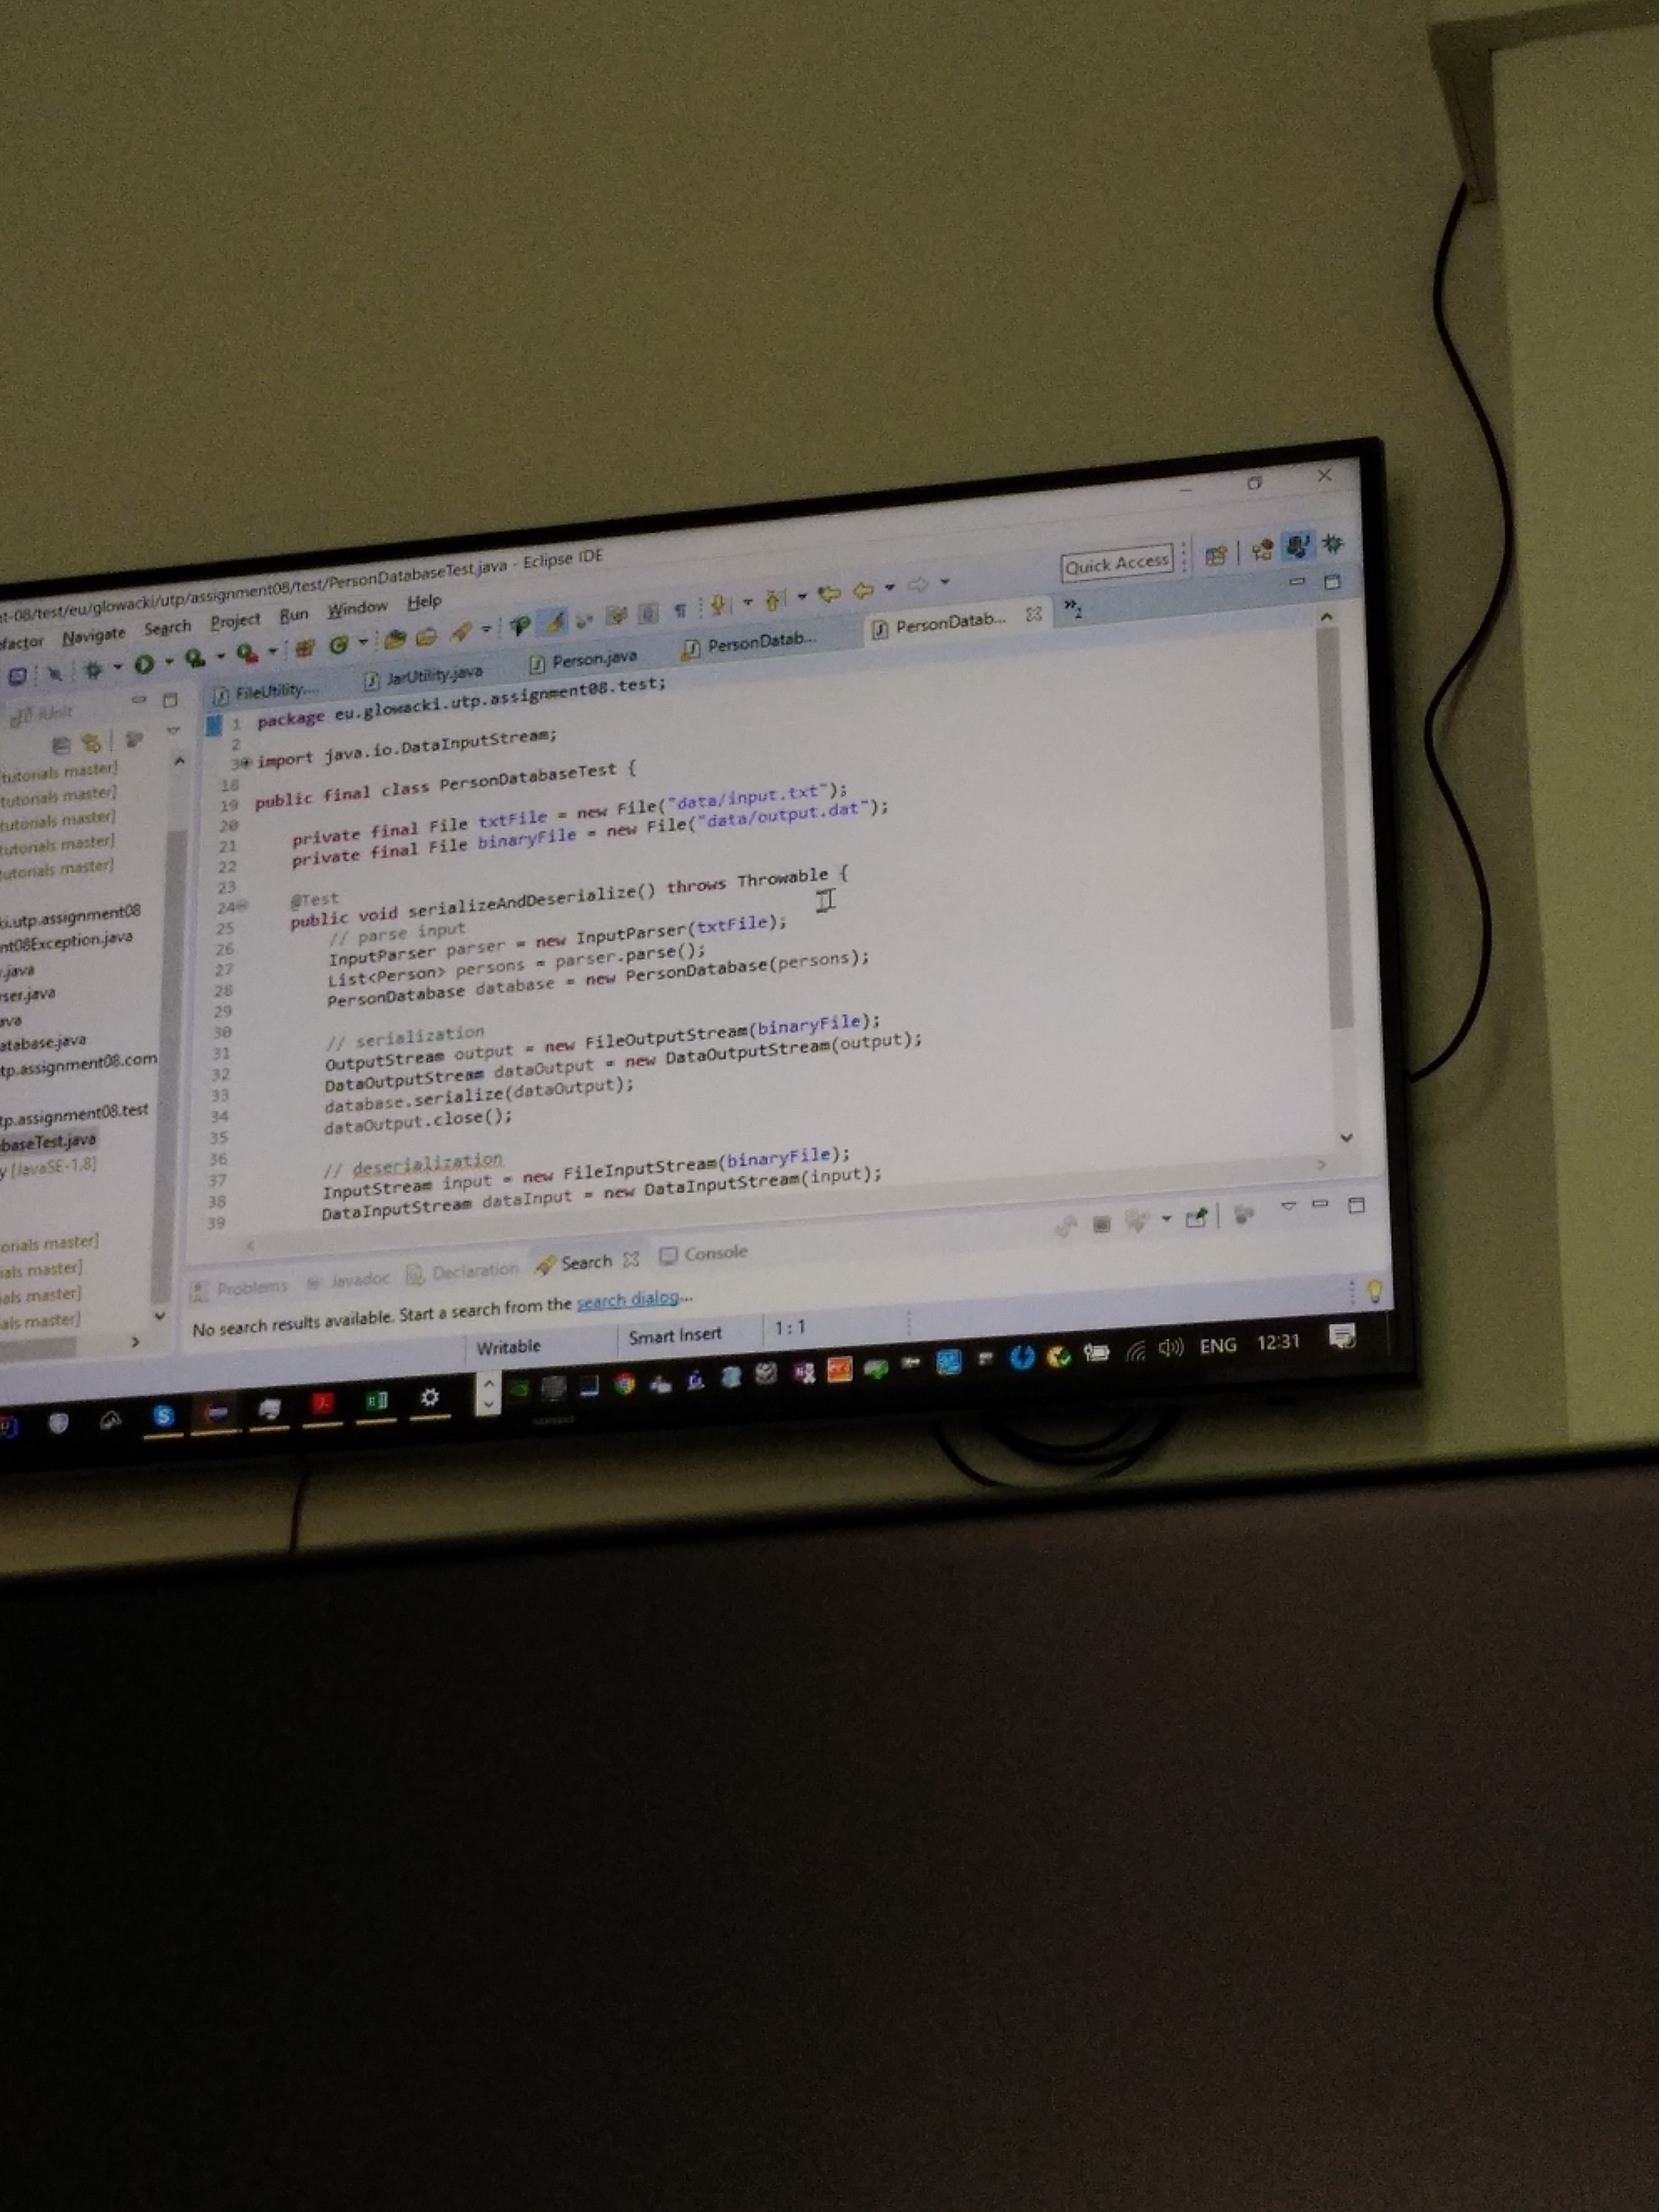 nt-08/test/eu/glowacki/utp/assignment08/test/PersonDatabaseTest.java - Eclipse IDE
efactor Navigate Search Project Run Window Help
Quick Access
JUnit
FileUtility.... JarUtility.java Person.java PersonDatab... PersonDatab... »2
1 package eu.glowacki.utp.assignment08.test;
2
3 import java.io.DataInputStream;
18
19 public final class PersonDatabaseTest {
20
21 private final File txtFile = new File("data/input.txt");
22 private final File binaryFile = new File("data/output.dat");
23
24 @Test
25 public void serializeAndDeserialize() throws Throwable {
26 // parse input
27 InputParser parser = new InputParser(txtFile);
28 List<Person> persons = parser.parse();
29 PersonDatabase database = new PersonDatabase(persons);
30
31 // serialization
32 OutputStream output = new FileOutputStream(binaryFile);
33 DataOutputStream dataOutput = new DataOutputStream(output);
34 database.serialize(dataOutput);
35 dataOutput.close();
36
37 // deserialization
38 InputStream input = new FileInputStream(binaryFile);
39 DataInputStream dataInput = new DataInputStream(input);
tutorials master]
tutorials master]
tutorials master]
tutorials master]
tutorials master]
ki.utp.assignment08
nt08Exception.java
.java
ser.java
ava
atabase.java
tp.assignment08.com
tp.assignment08.test
baseTest.java
y [JavaSE-1.8]
orials master]
ials master]
ials master]
als master]
Problems Javadoc Declaration Search Console
No search results available. Start a search from the search dialog...
Writable Smart Insert 1 : 1
ENG 12:31
SAMSUNG